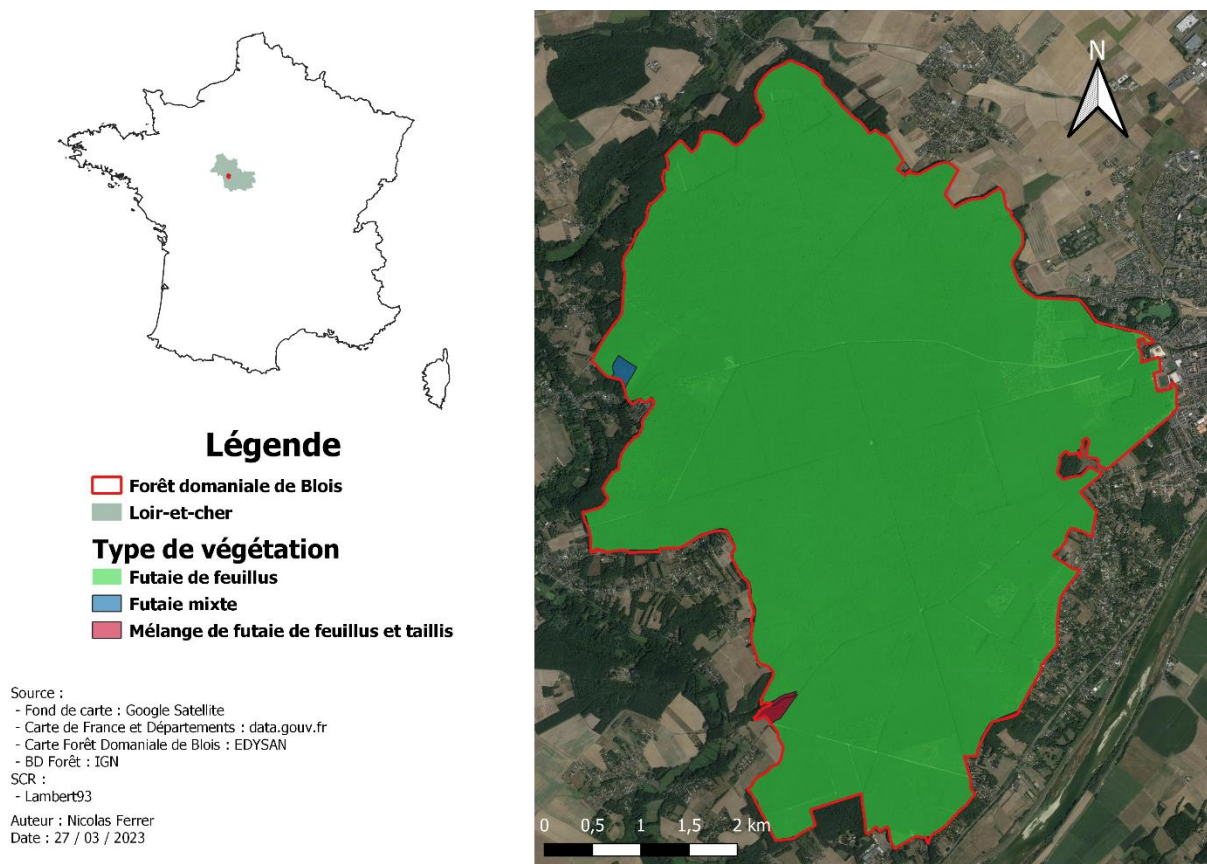 Légende
Forêt domaniale de Blois
Loir-et-cher
Type de végétation
Futaie de feuillus
Futaie mixte
Mélange de futaie de feuillus et taillis
Source :
- Fond de carte : Google Satellite
- Carte de France et Départements : data.gouv.fr
- Carte Forêt Domaniale de Blois : EDYSAN
- BD Forêt : IGN
SCR :
- Lambert93
Auteur : Nicolas Ferrer
Date : 27 / 03 / 2023
N
0 0,5 1 1,5 2 km